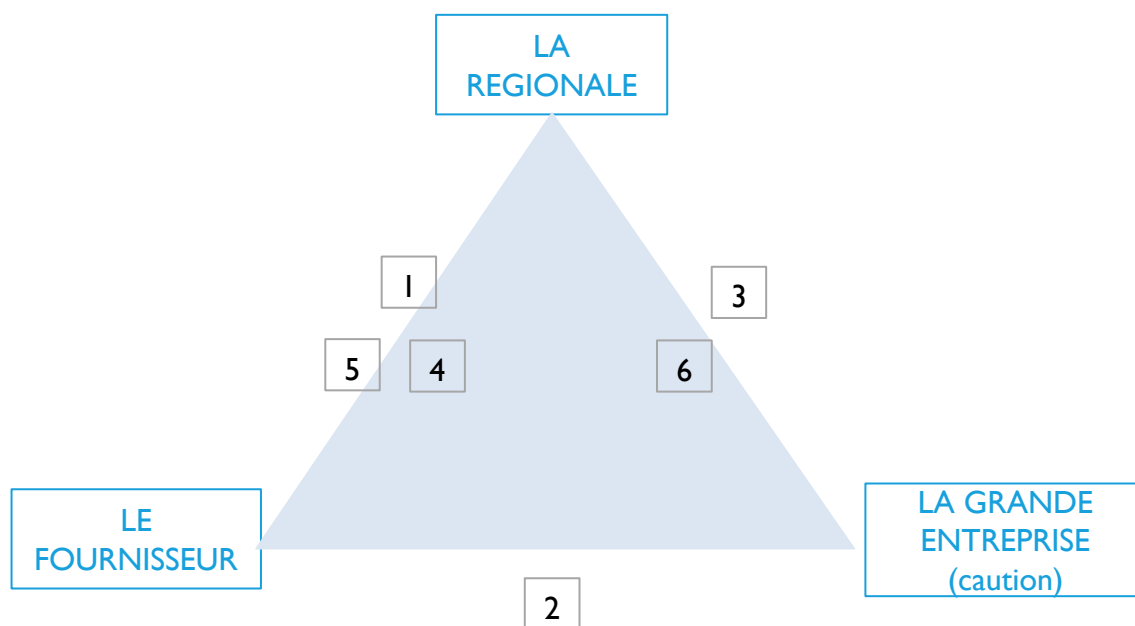 LA
REGIONALE
1
3
5
4
6
LE
FOURNISSEUR
LA GRANDE
ENTREPRISE
(caution)
2